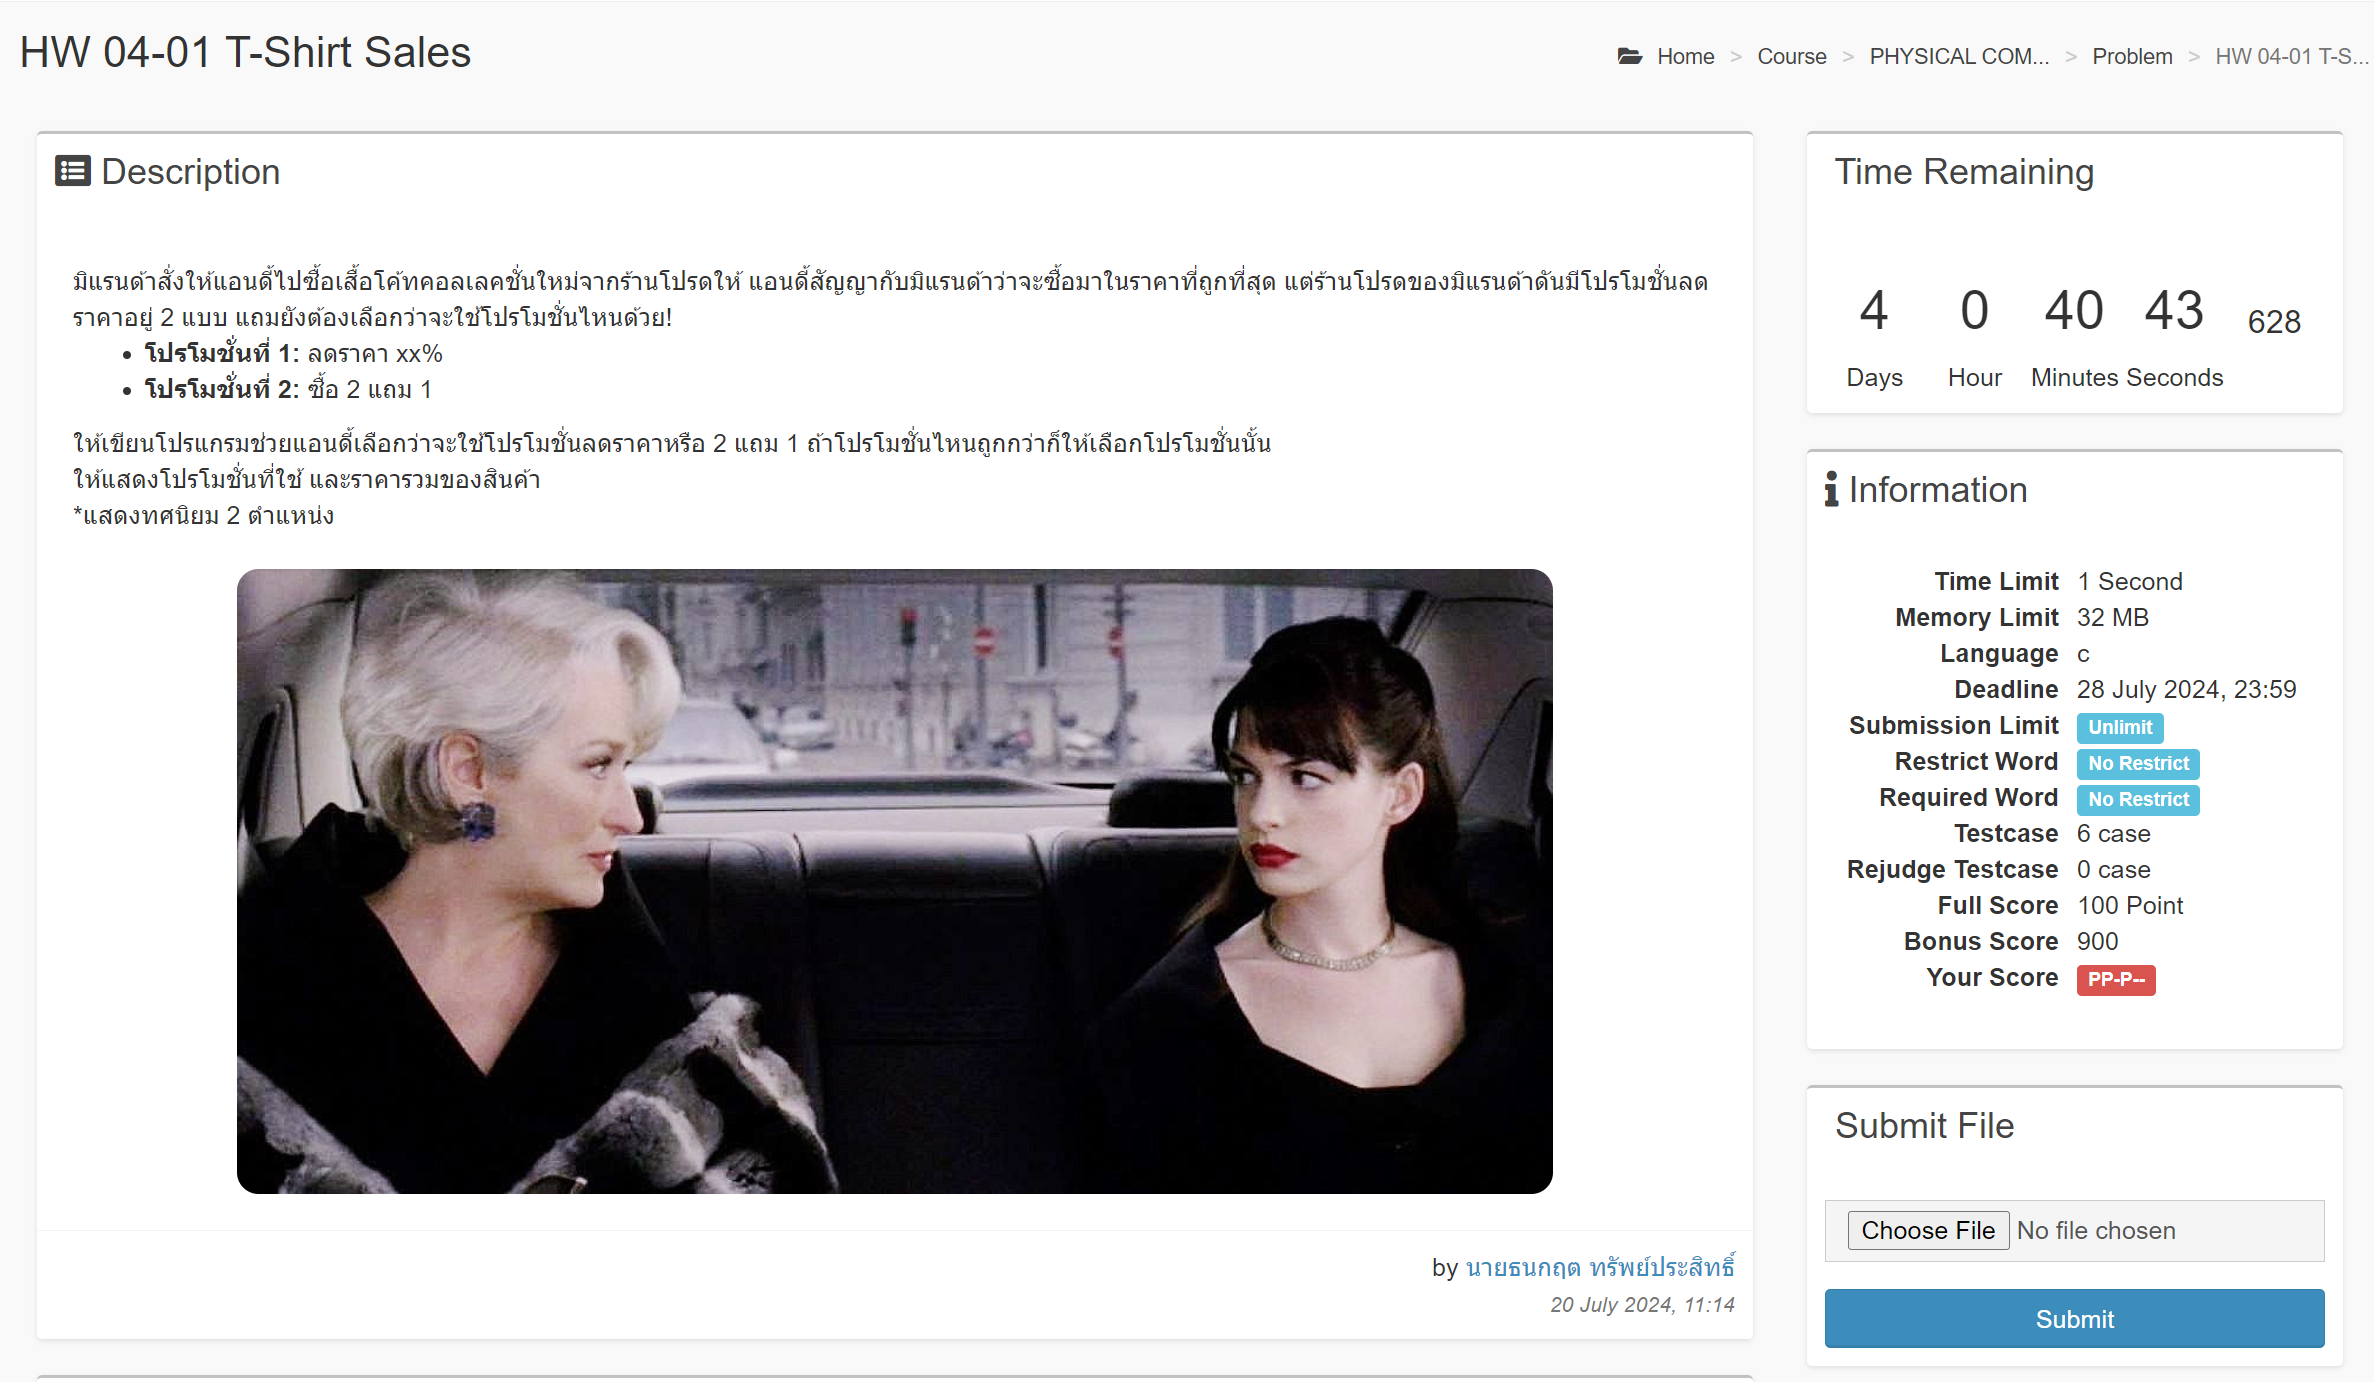 HW 04-01 T-Shirt Sales
Home > Course > PHYSICAL COM... > Problem > HW 04-01 T-S...
Description
มิแรนด้าสั่งให้แอนดี้ไปซื้อเสื้อโค้ทคอลเลคชั่นใหม่จากร้านโปรดให้ แอนดี้สัญญากับมิแรนด้าว่าจะซื้อมาในราคาที่ถูกที่สุด แต่ร้านโปรดของมิแรนด้าดันมีโปรโมชั่นลด
ราคาอยู่ 2 แบบ แถมยังต้องเลือกว่าจะใช้โปรโมชั่นไหนด้วย!
• โปรโมชั่นที่ 1: ลดราคา xx%
• โปรโมชั่นที่ 2: ซื้อ 2 แถม 1
ให้เขียนโปรแกรมช่วยแอนดี้เลือกว่าจะใช้โปรโมชั่นลดราคาหรือ 2 แถม 1 ถ้าโปรโมชั่นไหนถูกกว่าก็ให้เลือกโปรโมชั่นนั้น
ให้แสดงโปรโมชั่นที่ใช้ และราคารวมของสินค้า
*แสดงทศนิยม 2 ตำแหน่ง
by นายธนกฤต ทรัพย์ประสิทธิ์
20 July 2024, 11:14
Time Remaining
4 0 40 43 628
Days Hour Minutes Seconds
Information
Time Limit 1 Second
Memory Limit 32 MB
Language c
Deadline 28 July 2024, 23:59
Submission Limit Unlimit
Restrict Word No Restrict
Required Word No Restrict
Testcase 6 case
Rejudge Testcase 0 case
Full Score 100 Point
Bonus Score 900
Your Score PP-P--
Submit File
Choose File No file chosen
Submit